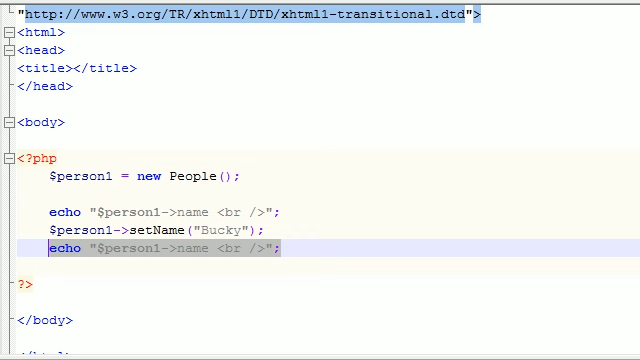 "http://www.w3.org/TR/xhtml1/DTD/xhtml1-transitional.dtd">
<html>
<head>
<title></title>
</head>
<body>
<?php
$person1 = new People();
echo "$person1->name <br />";
$person1->setName("Bucky");
echo "$person1->name <br />";
?>
</body>